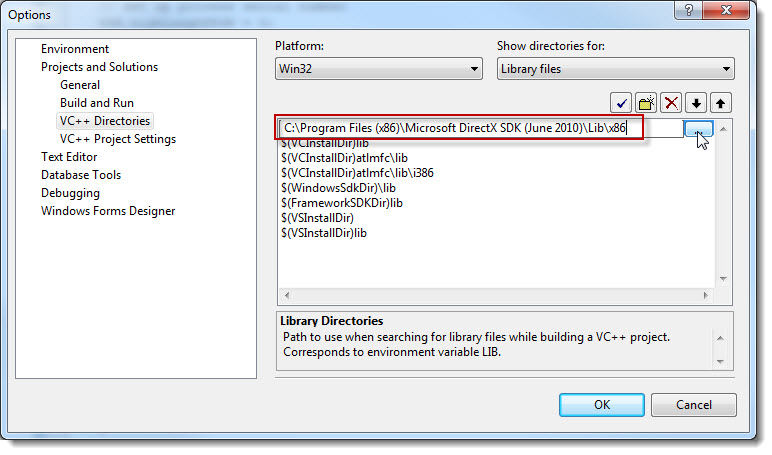 Options
Environment
Projects and Solutions
General
Build and Run
VC++ Directories
VC++ Project Settings
Text Editor
Database Tools
Debugging
Windows Forms Designer
Platform:
Show directories for:
Win32
Library files
C:\Program Files (x86)\Microsoft DirectX SDK (June 2010)\Lib\x86
...
$(VCInstallDir)lib
$(VCInstallDir)atlmfc\lib
$(VCInstallDir)atlmfc\lib\i386
$(WindowsSdkDir)\lib
$(FrameworkSDKDir)lib
$(VSInstallDir)
$(VSInstallDir)lib
Library Directories
Path to use when searching for library files while building a VC++ project.
Corresponds to environment variable LIB.
OK
Cancel